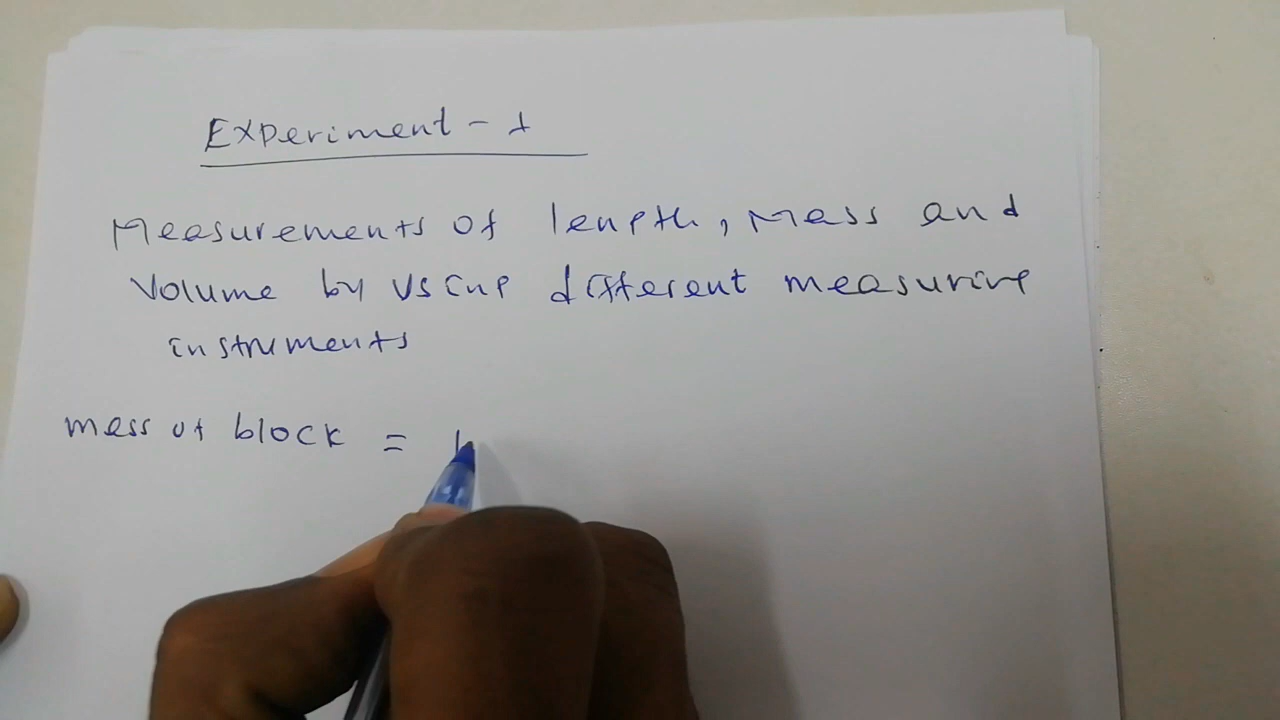 Experiment - 1
Measurements of length, Mass and
Volume by using different measuring
instruments
mass of block =